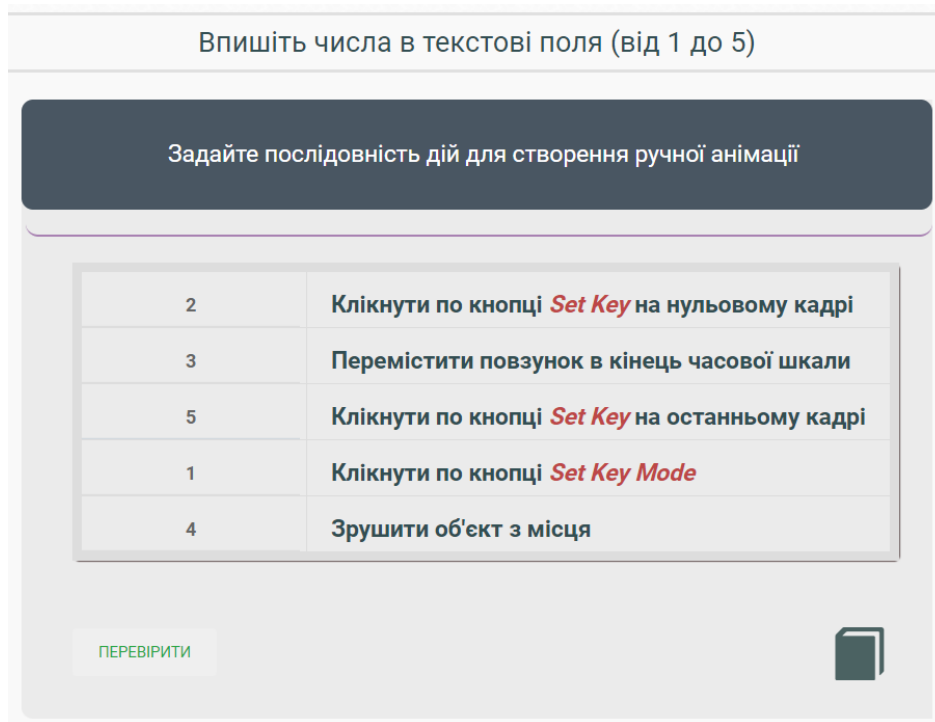 Впишіть числа в текстові поля (від 1 до 5)
Задайте послідовність дій для створення ручної анімації
2 Клікнути по кнопці Set Key на нульовому кадрі
3 Перемістити повзунок в кінець часової шкали
5 Клікнути по кнопці Set Key на останньому кадрі
1 Клікнути по кнопці Set Key Mode
4 Зрушити об'єкт з місця
ПЕРЕВІРИТИ